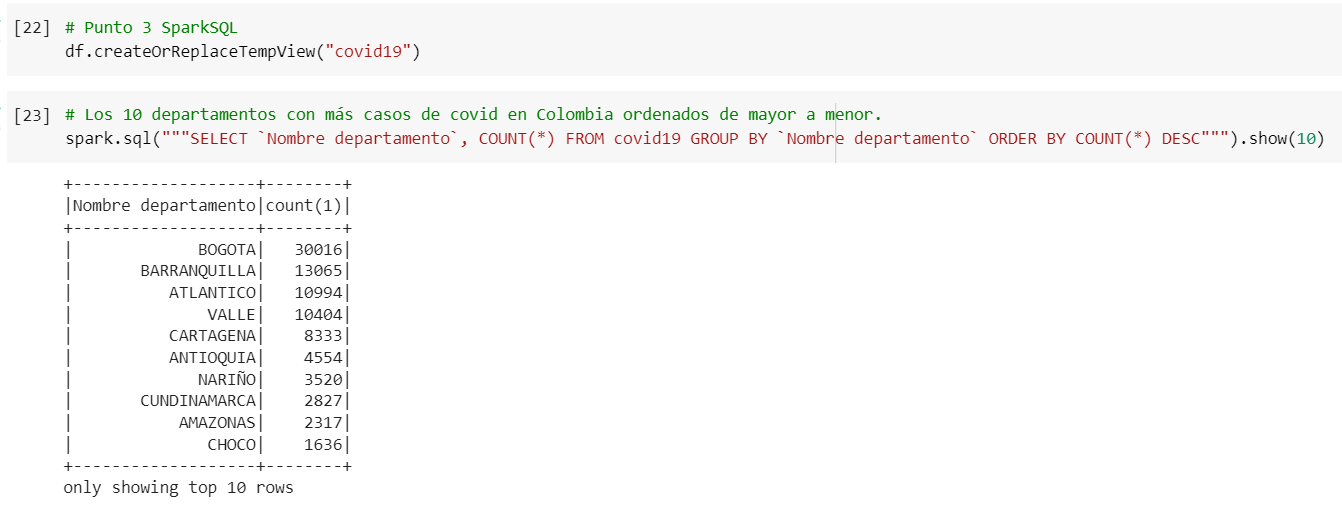 [22] # Punto 3 SparkSQL
df.createOrReplaceTempView("covid19")
[23] # Los 10 departamentos con más casos de covid en Colombia ordenados de mayor a menor.
spark.sql("""SELECT `Nombre departamento`, COUNT(*) FROM covid19 GROUP BY `Nombre departamento` ORDER BY COUNT(*) DESC""").show(10)
+-------------------+--------+
|Nombre departamento|count(1)|
+-------------------+--------+
|             BOGOTA|   30016|
|       BARRANQUILLA|   13065|
|          ATLANTICO|   10994|
|              VALLE|   10404|
|          CARTAGENA|    8333|
|          ANTIOQUIA|    4554|
|             NARIÑO|    3520|
|       CUNDINAMARCA|    2827|
|           AMAZONAS|    2317|
|              CHOCO|    1636|
+-------------------+--------+
only showing top 10 rows